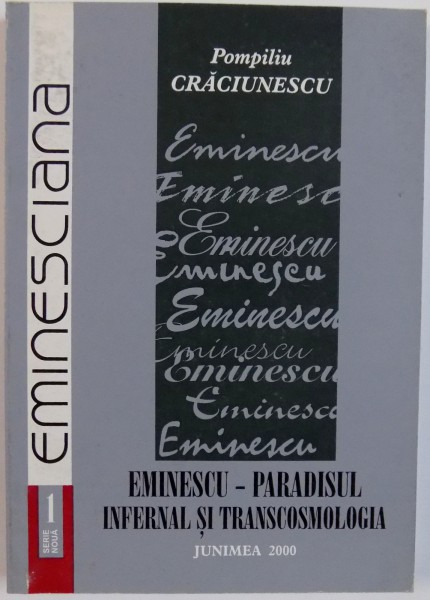 Pompiliu
CRĂCIUNESCU
Eminescu
Eminesc
Eminescu
Eminescu
Eminescu
Eminescu
Eminescu
Eminescu
Eminescu
EMINESCU – PARADISUL
INFERNAL ȘI TRANSCOSMOLOGIA
JUNIMEA 2000
EMINESCIANA
1
SERIE
NOUĂ